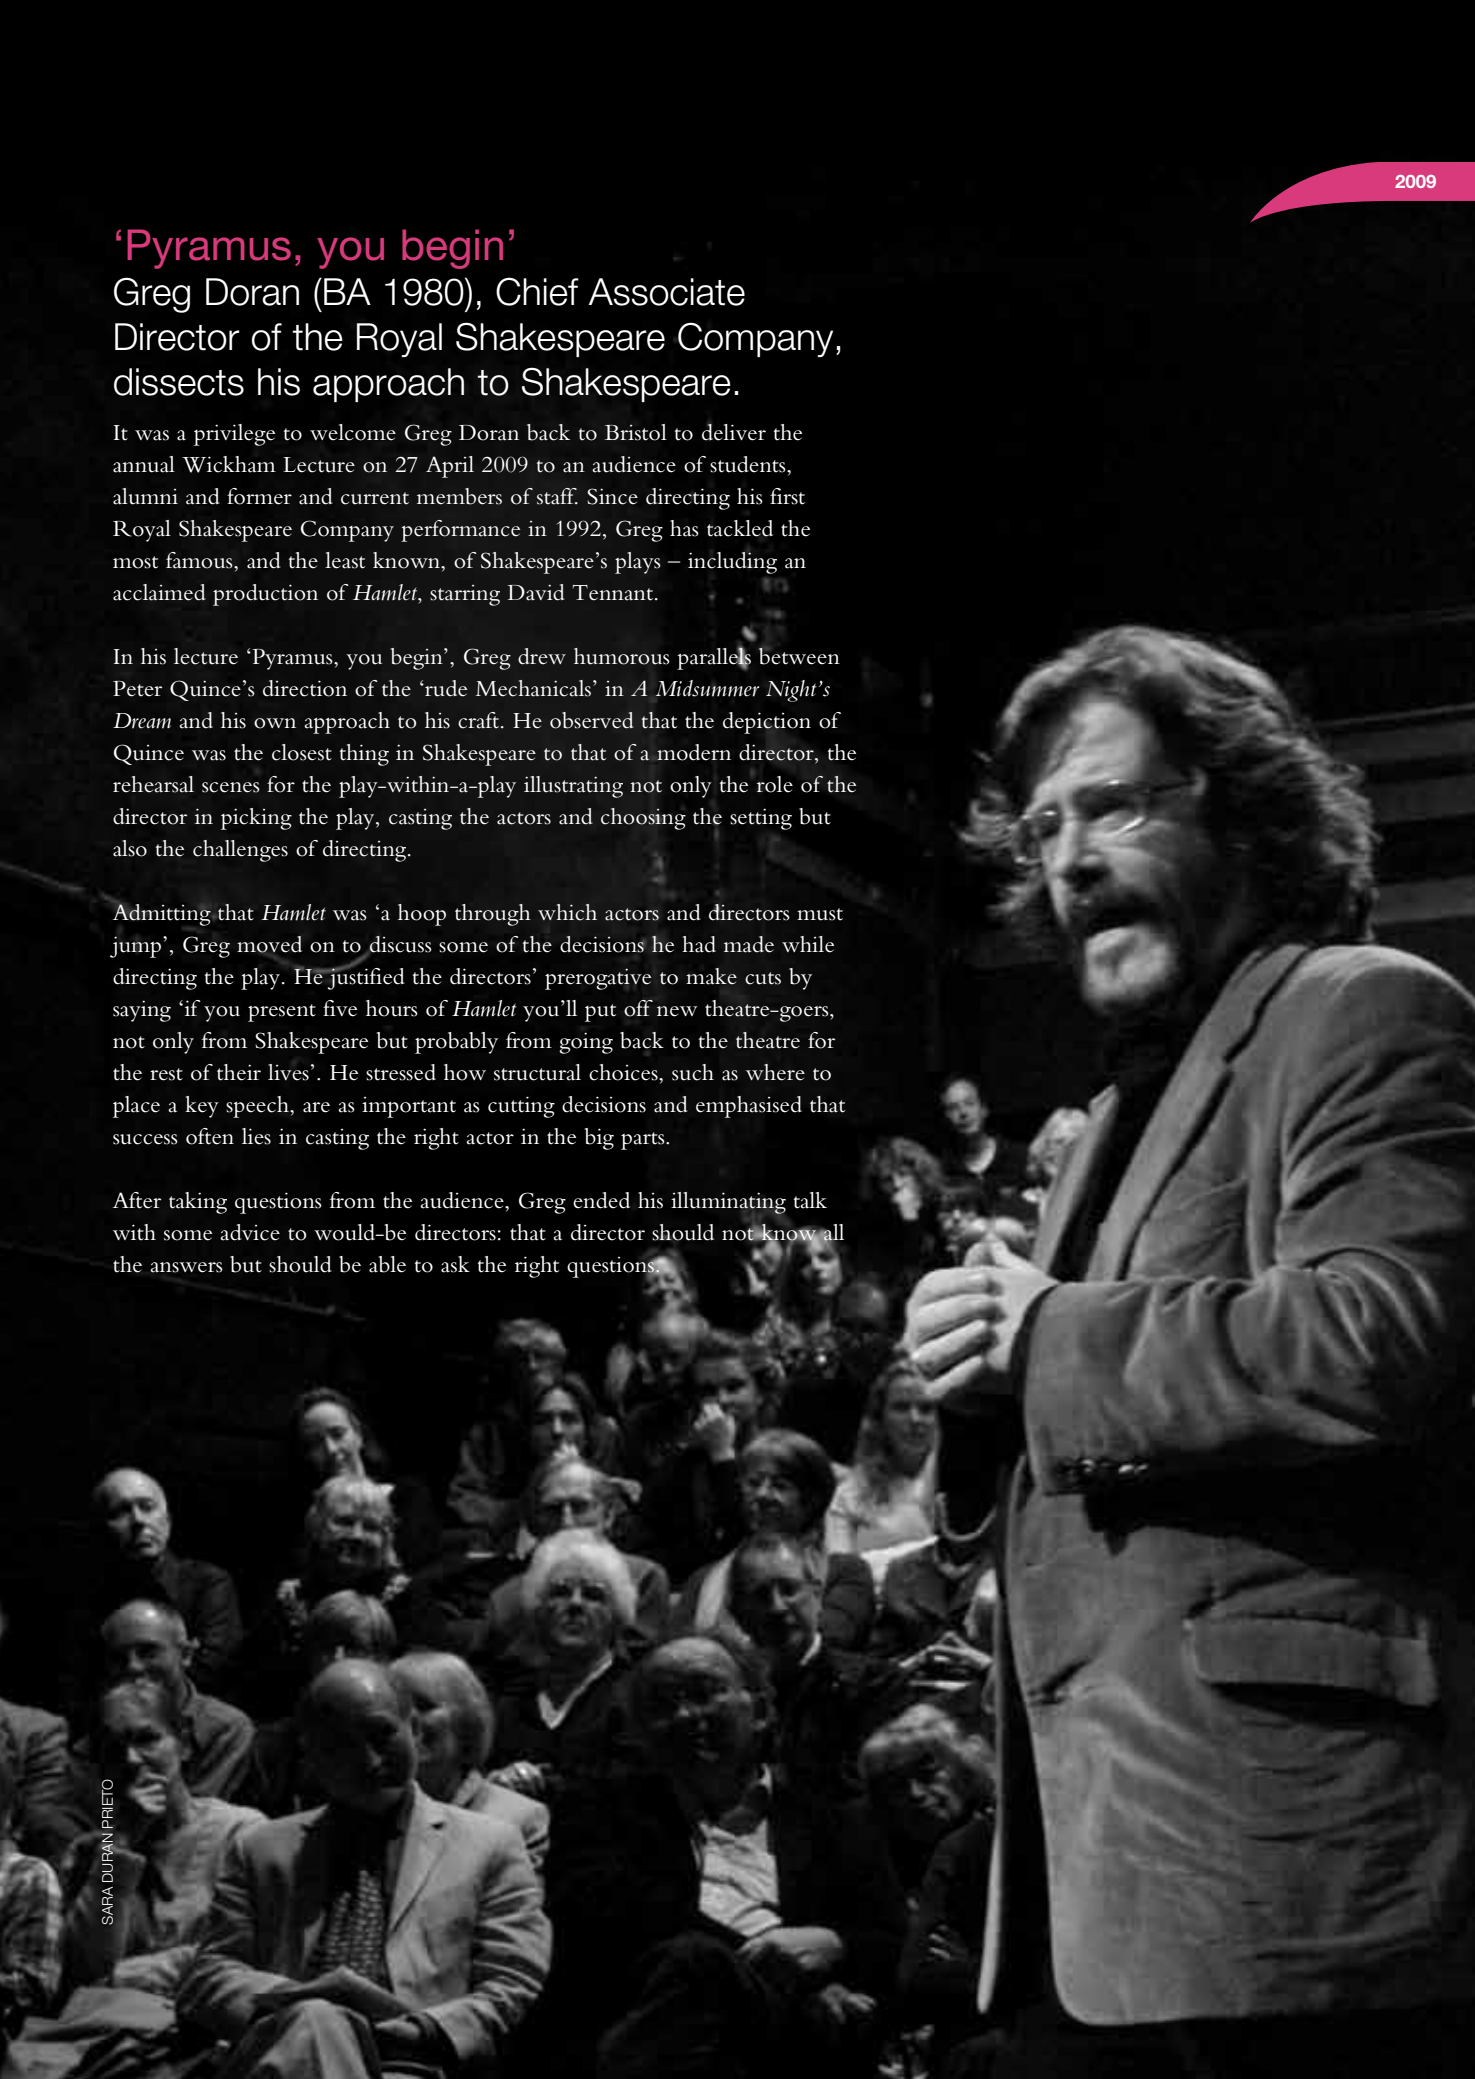 2009
‘Pyramus, you begin’
Greg Doran (BA 1980), Chief Associate
Director of the Royal Shakespeare Company,
dissects his approach to Shakespeare.
It was a privilege to welcome Greg Doran back to Bristol to deliver the
annual Wickham Lecture on 27 April 2009 to an audience of students,
alumni and former and current members of staff. Since directing his first
Royal Shakespeare Company performance in 1992, Greg has tackled the
most famous, and the least known, of Shakespeare’s plays – including an
acclaimed production of Hamlet, starring David Tennant.
In his lecture ‘Pyramus, you begin’, Greg drew humorous parallels between
Peter Quince’s direction of the ‘rude Mechanicals’ in A Midsummer Night’s
Dream and his own approach to his craft. He observed that the depiction of
Quince was the closest thing in Shakespeare to that of a modern director, the
rehearsal scenes for the play-within-a-play illustrating not only the role of the
director in picking the play, casting the actors and choosing the setting but
also the challenges of directing.
Admitting that Hamlet was ‘a hoop through which actors and directors must
jump’, Greg moved on to discuss some of the decisions he had made while
directing the play. He justified the directors’ prerogative to make cuts by
saying ‘if you present five hours of Hamlet you’ll put off new theatre-goers,
not only from Shakespeare but probably from going back to the theatre for
the rest of their lives’. He stressed how structural choices, such as where to
place a key speech, are as important as cutting decisions and emphasised that
success often lies in casting the right actor in the big parts.
After taking questions from the audience, Greg ended his illuminating talk
with some advice to would-be directors: that a director should not know all
the answers but should be able to ask the right questions.
SARA DURAN PRIETO